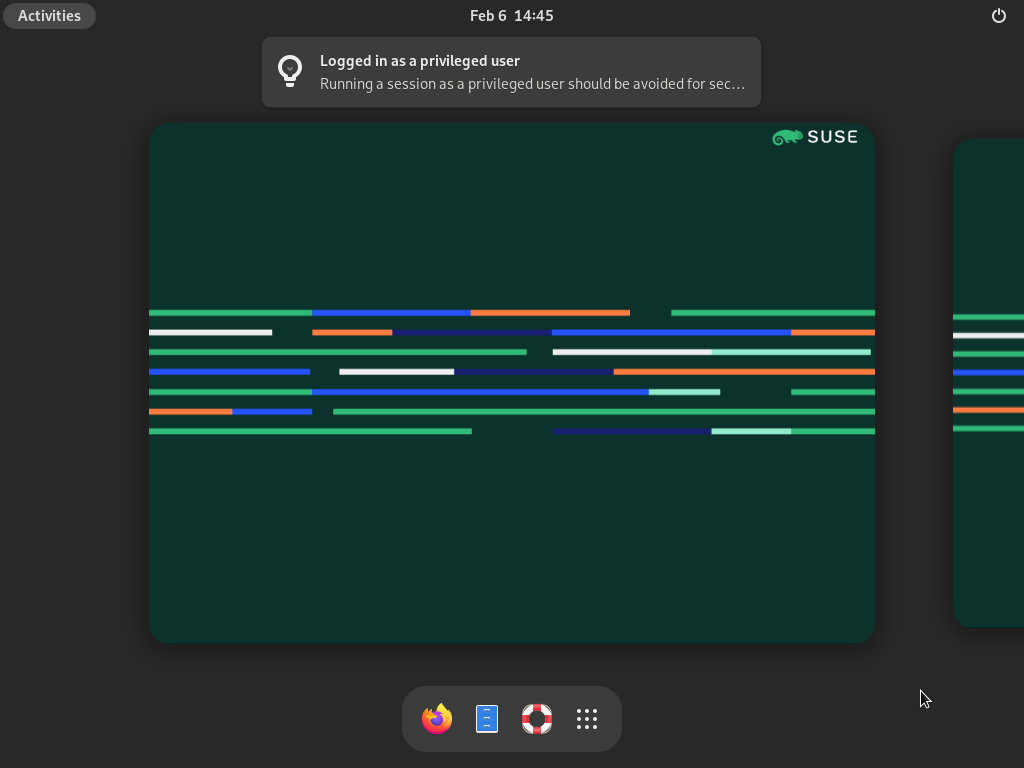 Activities
Feb 6 14:45
Logged in as a privileged user
Running a session as a privileged user should be avoided for sec...
SUSE